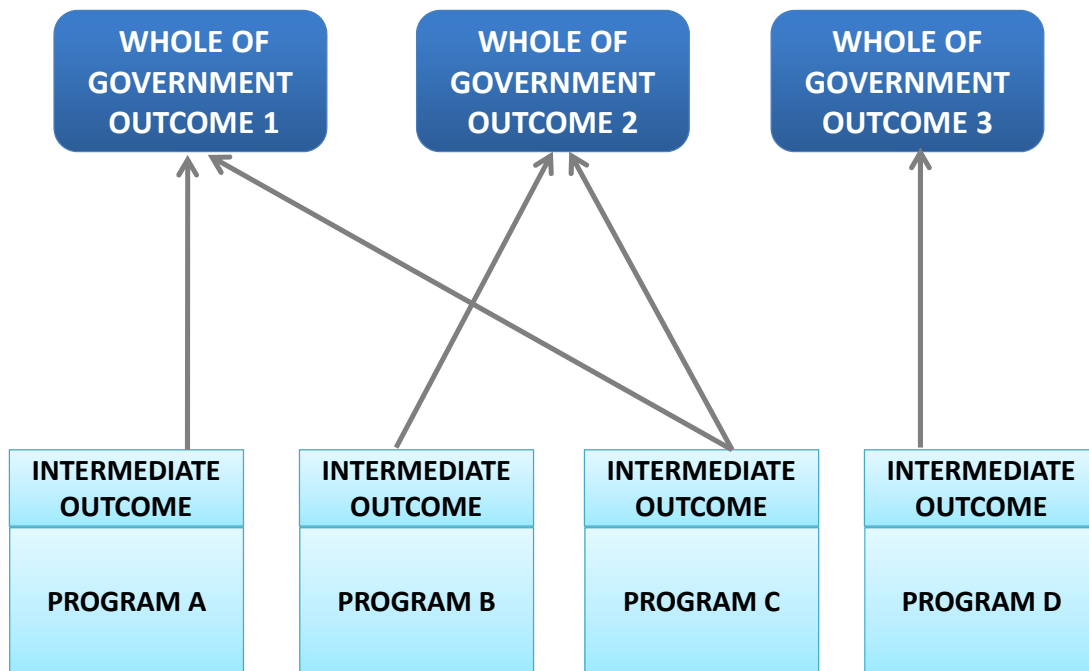 WHOLE OF
GOVERNMENT
OUTCOME 1
WHOLE OF
GOVERNMENT
OUTCOME 2
WHOLE OF
GOVERNMENT
OUTCOME 3
INTERMEDIATE
OUTCOME
INTERMEDIATE
OUTCOME
INTERMEDIATE
OUTCOME
INTERMEDIATE
OUTCOME
PROGRAM A
PROGRAM B
PROGRAM C
PROGRAM D